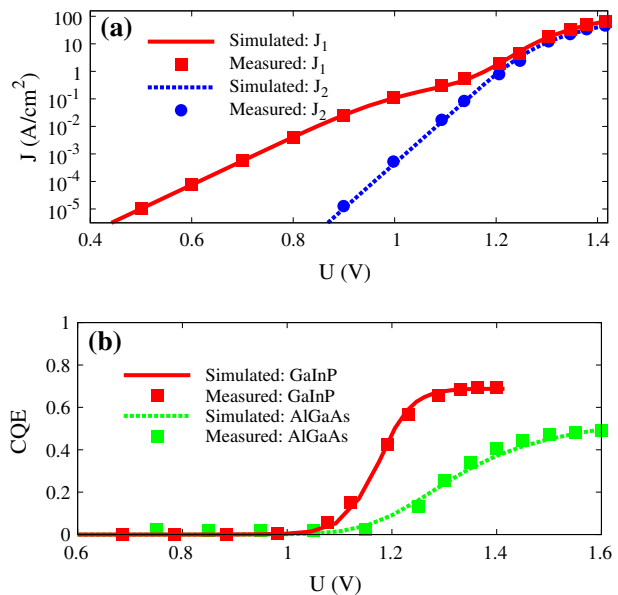 (a)
Simulated: J₁
Measured: J₁
Simulated: J₂
Measured: J₂
100
10
1
10⁻¹
10⁻²
10⁻³
10⁻⁴
10⁻⁵
J (A/cm²)
0.4 0.6 0.8 1 1.2 1.4
U (V)
(b)
Simulated: GaInP
Measured: GaInP
Simulated: AlGaAs
Measured: AlGaAs
1
0.8
0.6
0.4
0.2
0
CQE
0.6 0.8 1 1.2 1.4 1.6
U (V)